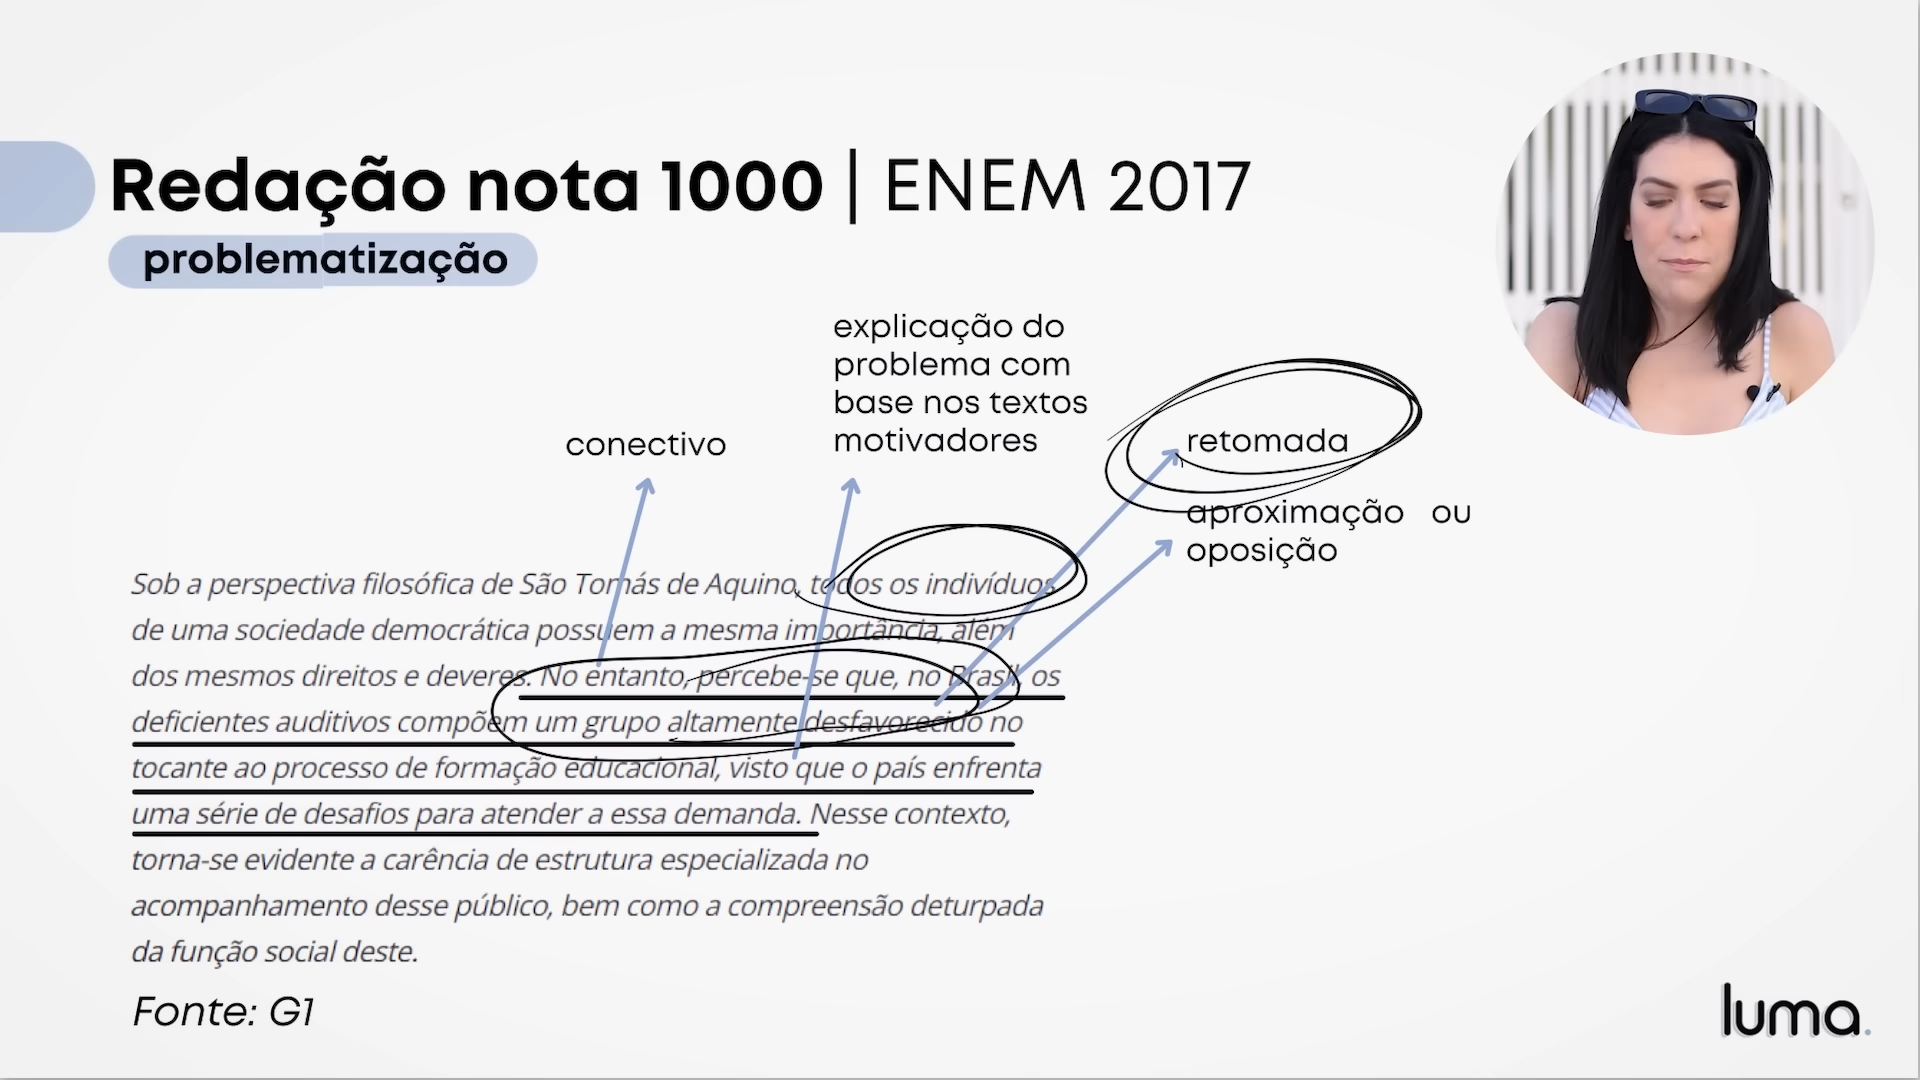 Redação nota 1000 | ENEM 2017
problematização
explicação do
problema com
base nos textos
motivadores
conectivo
retomada
aproximação ou
oposição
Sob a perspectiva filosófica de São Tomás de Aquino, todos os indivíduos
de uma sociedade democrática possuem a mesma importância, além
dos mesmos direitos e deveres. No entanto, percebe-se que, no Brasil, os
deficientes auditivos compõem um grupo altamente desfavorecido no
tocante ao processo de formação educacional, visto que o país enfrenta
uma série de desafios para atender a essa demanda. Nesse contexto,
torna-se evidente a carência de estrutura especializada no
acompanhamento desse público, bem como a compreensão deturpada
da função social deste.
Fonte: G1
luma.